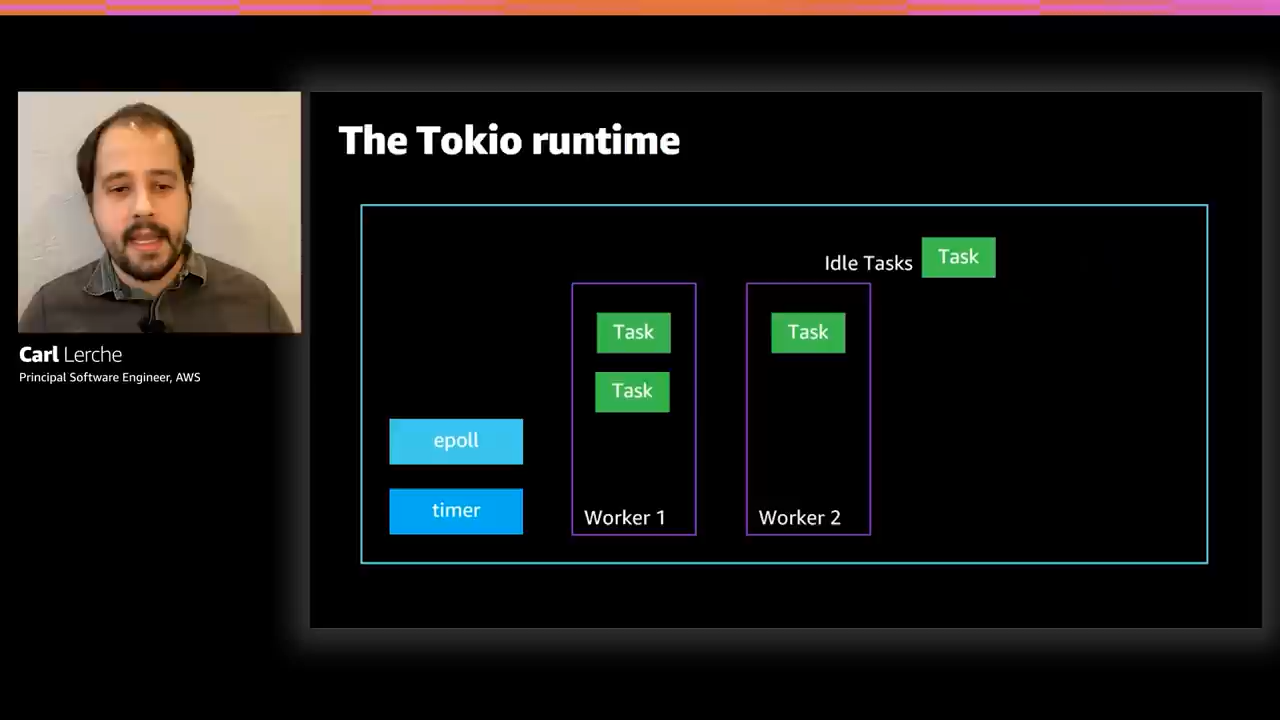 The Tokio runtime
Idle Tasks Task
Task Task
Task
epoll
timer
Worker 1 Worker 2
Carl Lerche
Principal Software Engineer, AWS